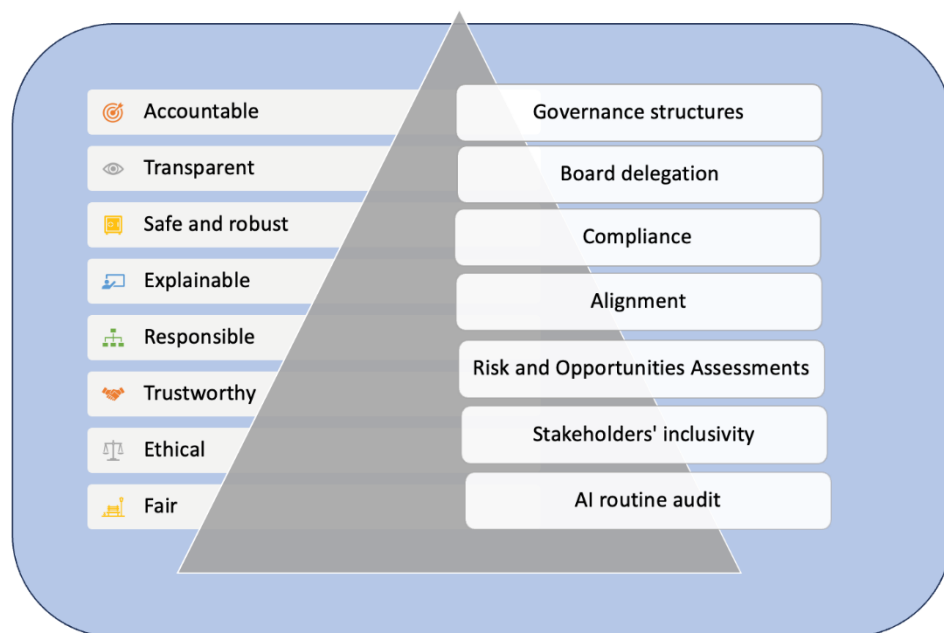 Accountable
Transparent
Safe and robust
Explainable
Responsible
Trustworthy
Ethical
Fair
Governance structures
Board delegation
Compliance
Alignment
Risk and Opportunities Assessments
Stakeholders' inclusivity
AI routine audit